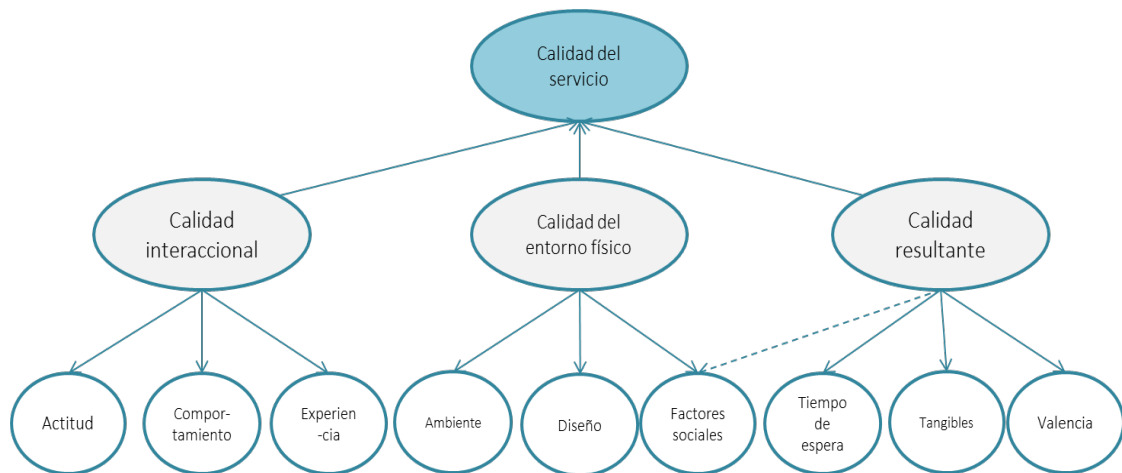 Calidad del
servicio
Calidad
interaccional
Calidad del
entorno físico
Calidad
resultante
Actitud
Compor-
tamiento
Experien
-cia
Ambiente
Diseño
Factores
sociales
Tiempo
de
espera
Tangibles
Valencia